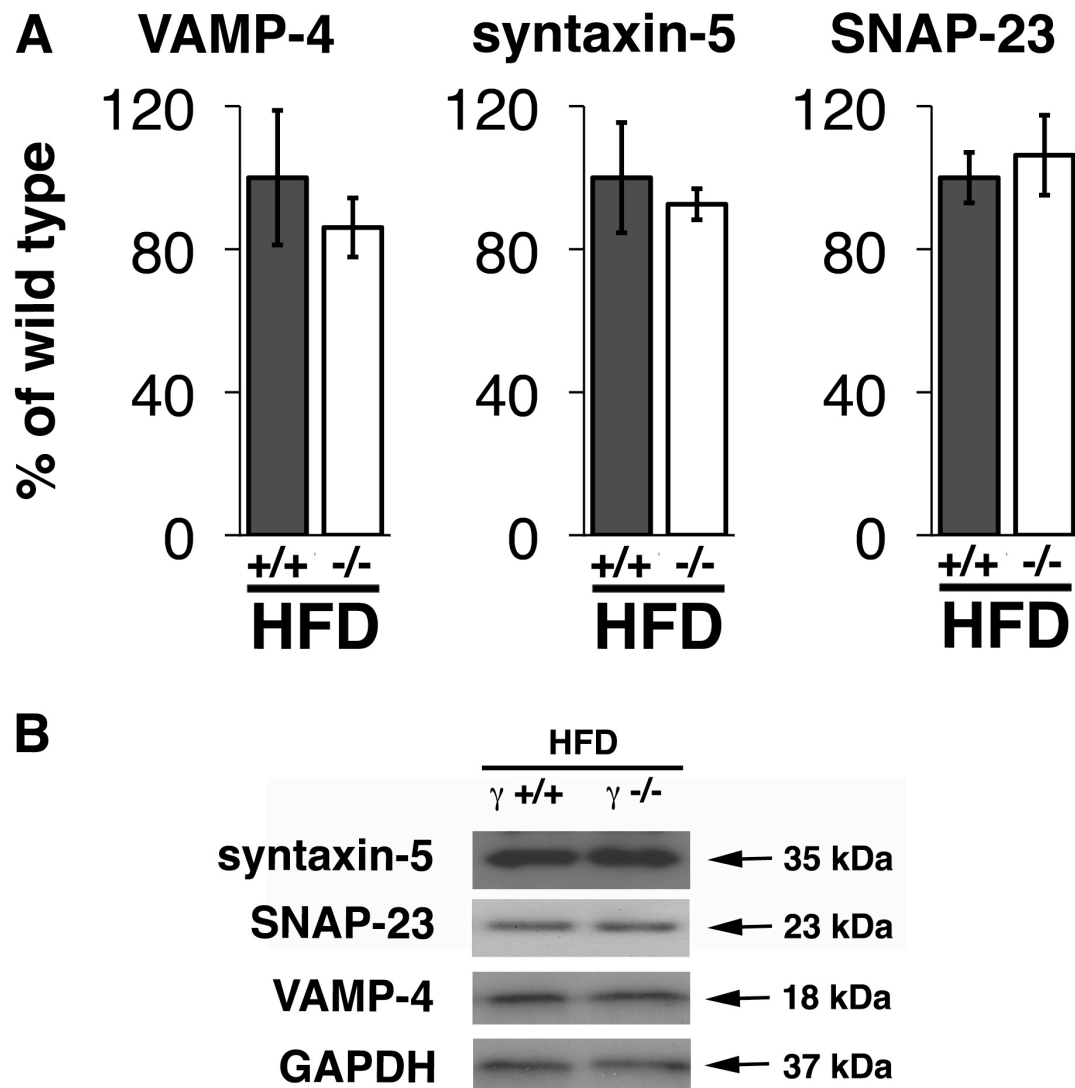 A VAMP-4 syntaxin-5 SNAP-23
% of wild type
120 120 120
80 80 80
40 40 40
0 0 0
+/+ -/- +/+ -/- +/+ -/-
HFD HFD HFD
B
HFD
γ +/+ γ -/-
syntaxin-5 35 kDa
SNAP-23 23 kDa
VAMP-4 18 kDa
GAPDH 37 kDa